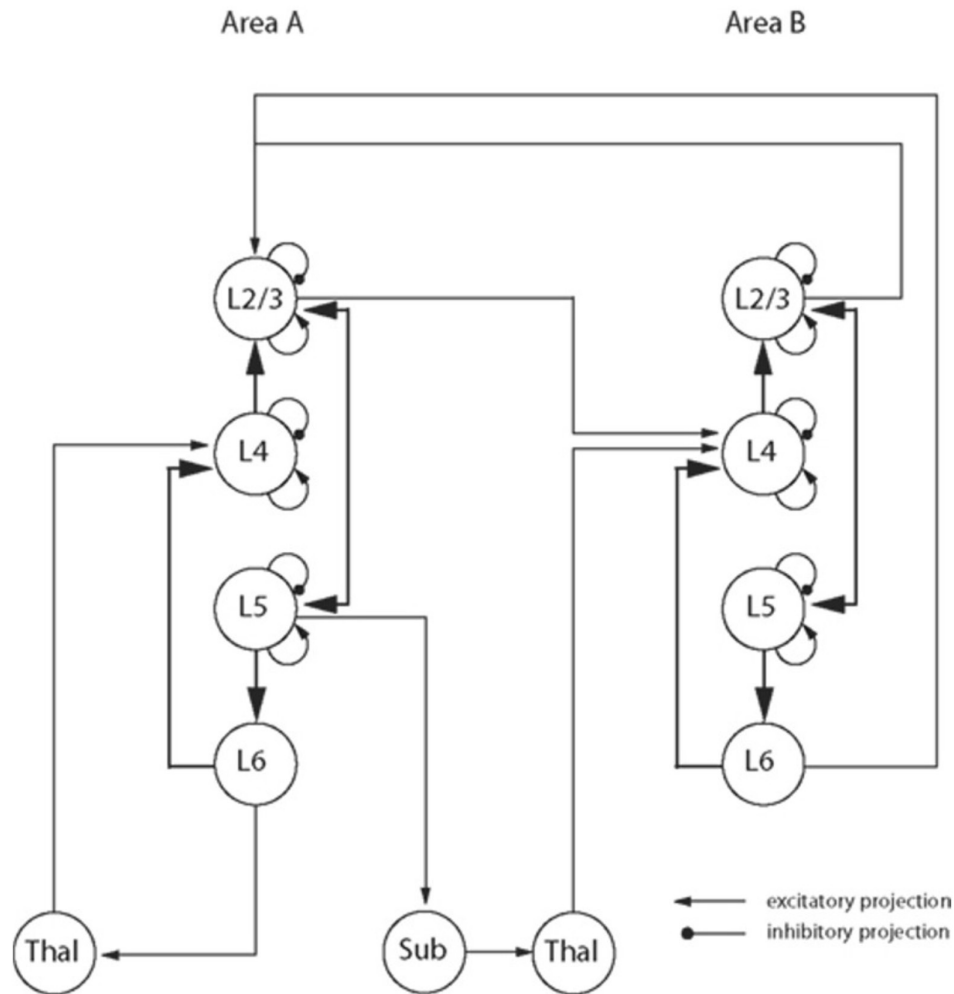 Area A
Area B
L2/3
L2/3
L4
L4
L5
L5
L6
L6
Thal
Sub
Thal
excitatory projection
inhibitory projection